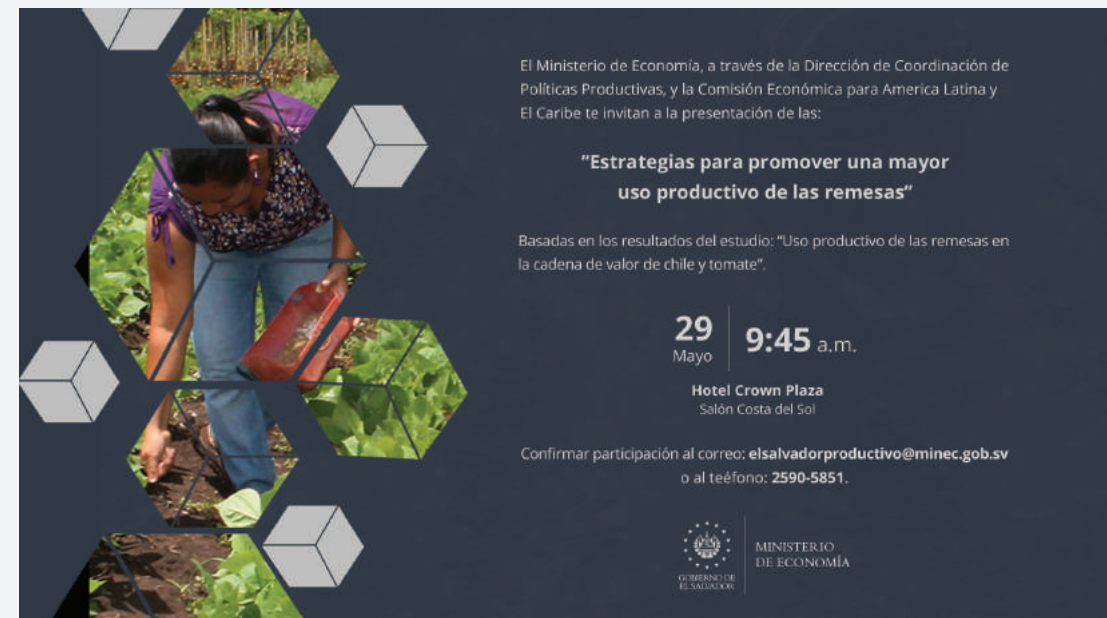 El Ministerio de Economía, a través de la Dirección de Coordinación de
Políticas Productivas, y la Comisión Económica para America Latina y
El Caribe te invitan a la presentación de las:
"Estrategias para promover una mayor
uso productivo de las remesas"
Basadas en los resultados del estudio: "Uso productivo de las remesas en
la cadena de valor de chile y tomate".
29
Mayo
9:45 a.m.
Hotel Crown Plaza
Salón Costa del Sol
Confirmar participación al correo: elsalvadorproductivo@minec.gob.sv
o al teéfono: 2590-5851.
GOBIERNO DE
EL SALVADOR
MINISTERIO
DE ECONOMÍA